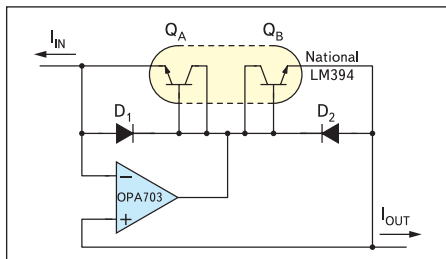 I_IN
Q_A
Q_B
National
LM394
D_1
D_2
−
OPA703
+
I_OUT